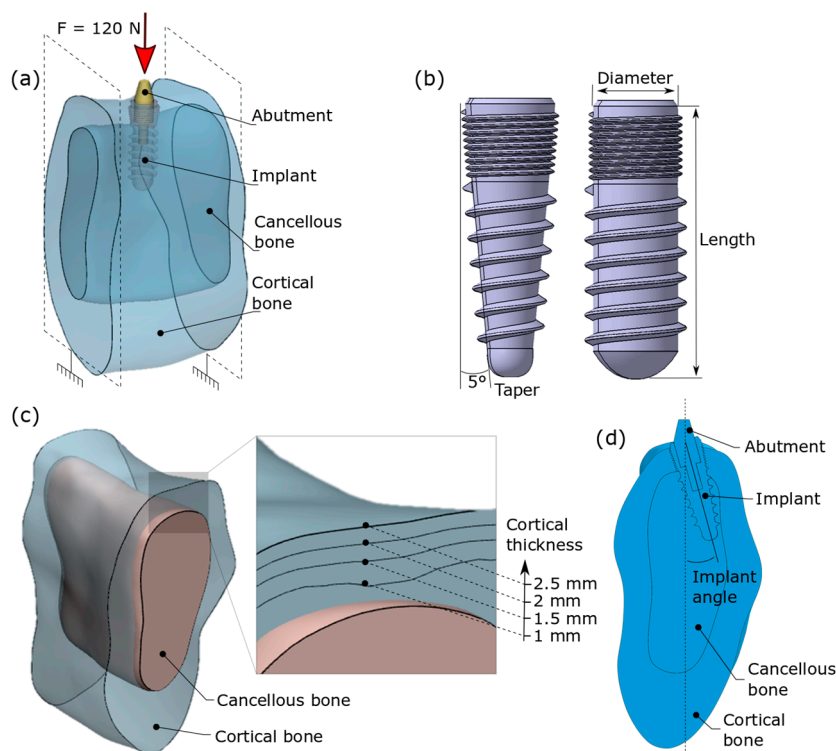 F = 120 N
(a)
Abutment
Implant
Cancellous
bone
Cortical
bone
(b)
Diameter
Length
5º
Taper
(c)
Cortical
thickness
2.5 mm
2 mm
1.5 mm
1 mm
Cancellous bone
Cortical bone
(d)
Abutment
Implant
Implant
angle
Cancellous
bone
Cortical
bone